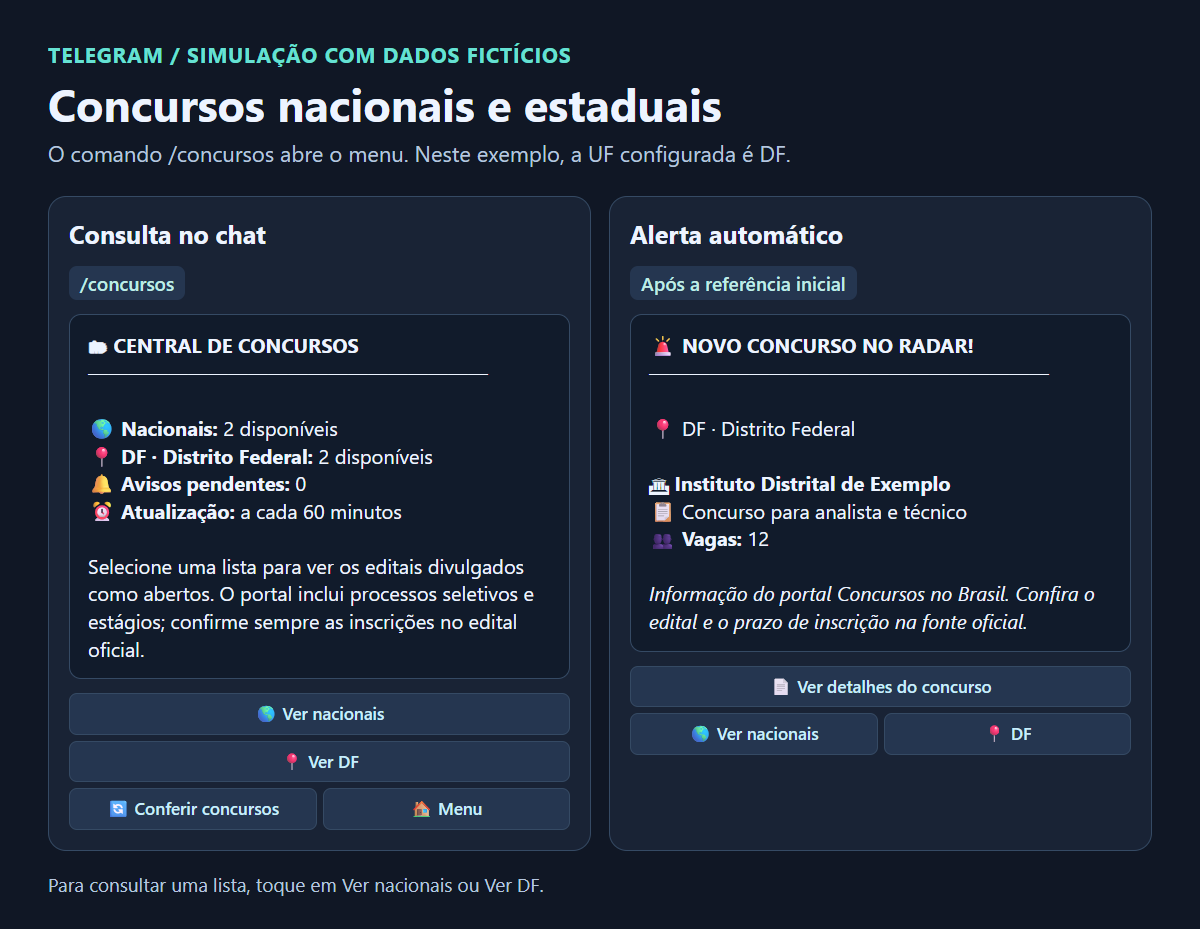 TELEGRAM / SIMULAÇÃO COM DADOS FICTÍCIOS
Concursos nacionais e estaduais
O comando /concursos abre o menu. Neste exemplo, a UF configurada é DF.
Consulta no chat
/concursos
CENTRAL DE CONCURSOS
Nacionais: 2 disponíveis
DF · Distrito Federal: 2 disponíveis
Avisos pendentes: 0
Atualização: a cada 60 minutos
Selecione uma lista para ver os editais divulgados
como abertos. O portal inclui processos seletivos e
estágios; confirme sempre as inscrições no edital
oficial.
Ver nacionais
Ver DF
Conferir concursos
Menu
Alerta automático
Após a referência inicial
NOVO CONCURSO NO RADAR!
DF · Distrito Federal
Instituto Distrital de Exemplo
Concurso para analista e técnico
Vagas: 12
Informação do portal Concursos no Brasil. Confira o
edital e o prazo de inscrição na fonte oficial.
Ver detalhes do concurso
Ver nacionais
DF
Para consultar uma lista, toque em Ver nacionais ou Ver DF.